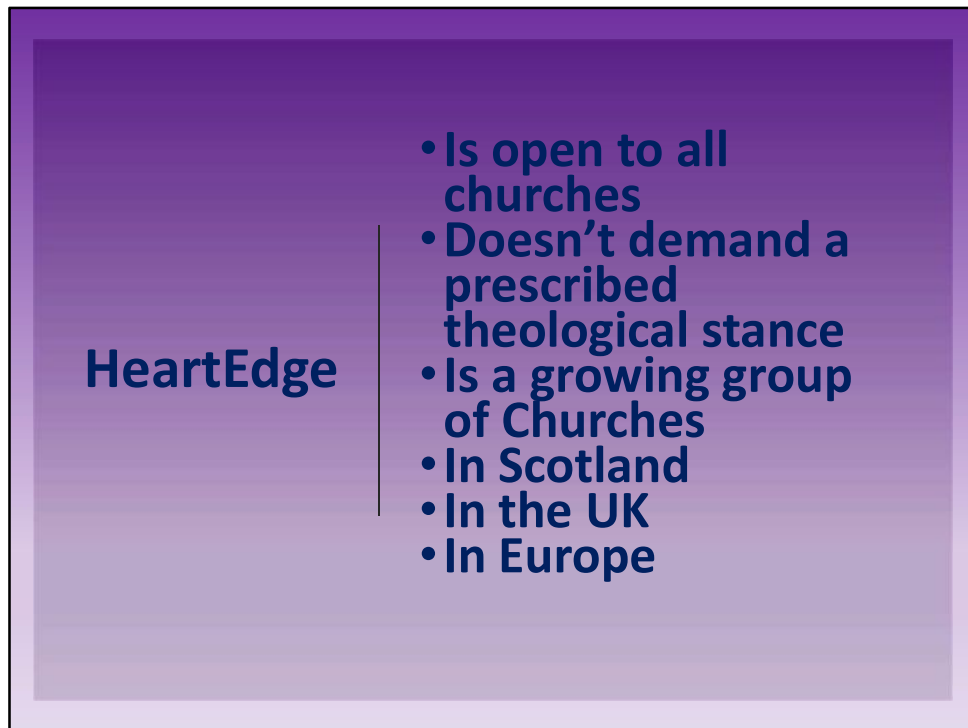 HeartEdge
•Is open to all
churches
•Doesn’t demand a
prescribed
theological stance
•Is a growing group
of Churches
•In Scotland
•In the UK
•In Europe